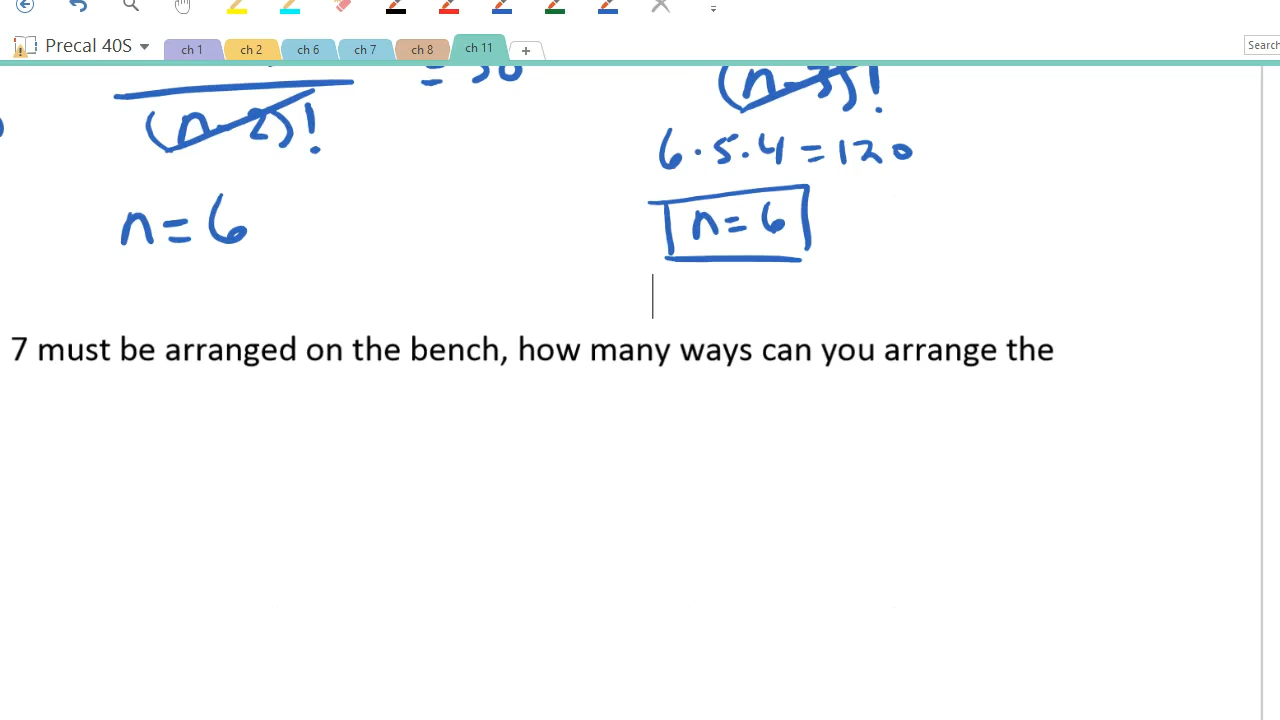 Precal 40S ch 1 ch 2 ch 6 ch 7 ch 8 ch 11 + Search
= 30
(n-2)!
(n-3)!
6·5·4=120
n=6
n=6
7 must be arranged on the bench, how many ways can you arrange the